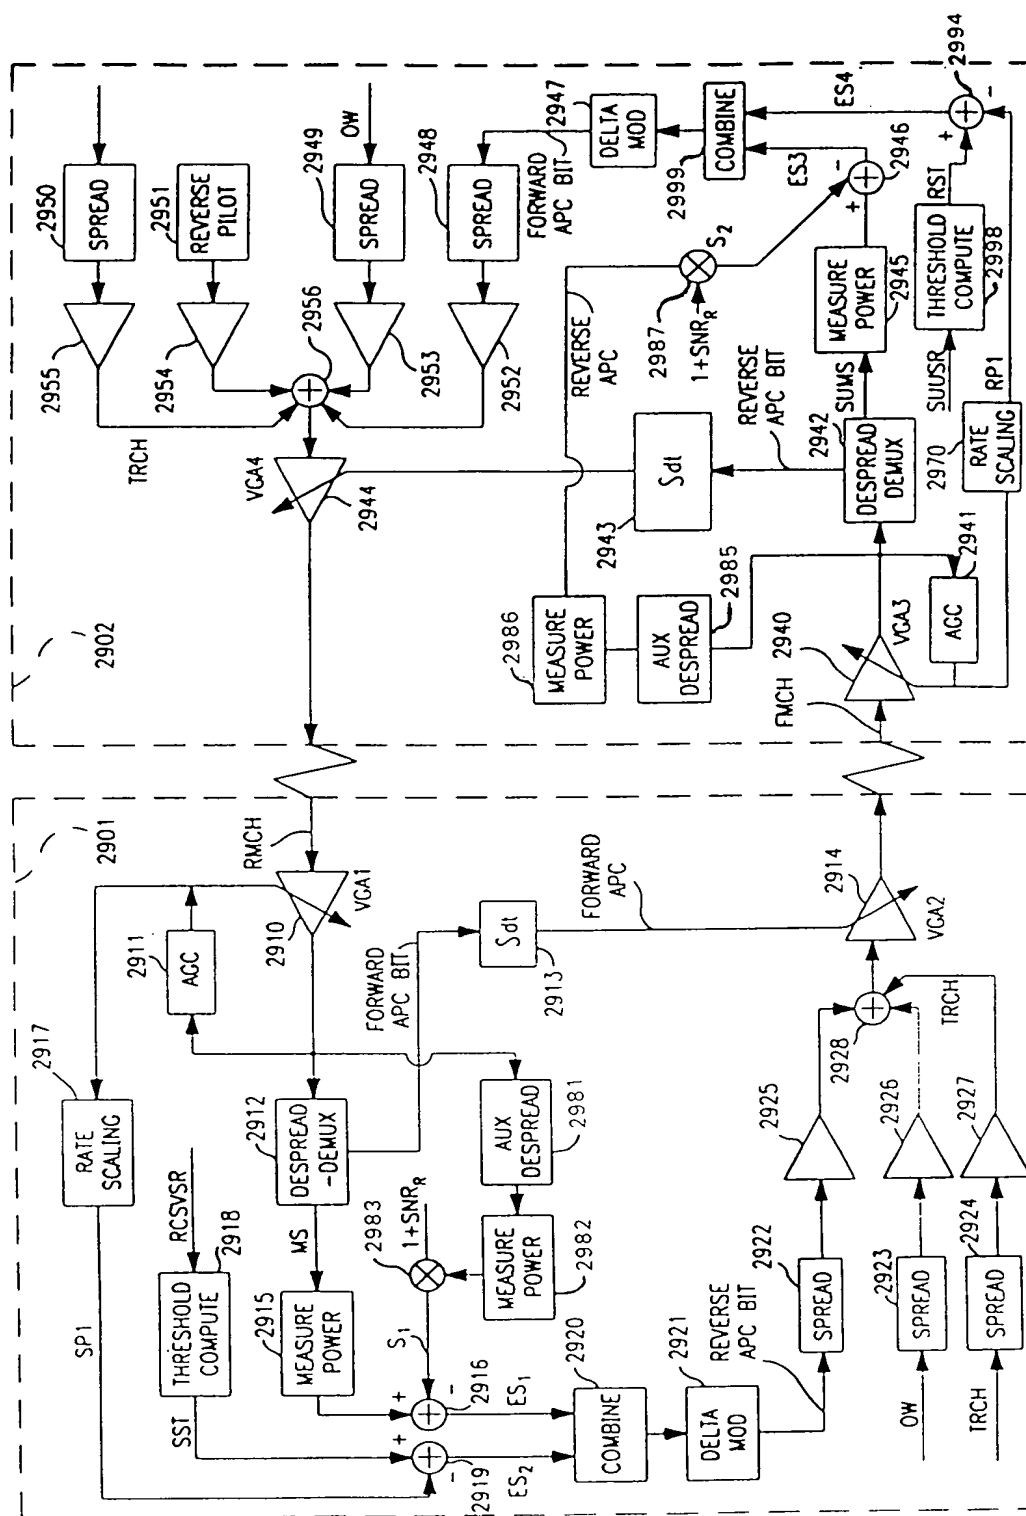 2901
2917
RATE
SCALING
SP1
2911
AGC
2910
VGA1
RMCH
RCSVSR
2918
THRESHOLD
COMPUTE
SST
2912
DESPREAD
-DEMUX
MS
2915
MEASURE
POWER
FORWARD
APC BIT
∫dt
2913
FORWARD
APC
2914
VGA2
AUX
DESPREAD
2981
MEASURE
POWER
2982
2983
1+SNRR
S1
+
-
2916
ES1
+
-
2919
ES2
2920
COMBINE
2921
DELTA
MOD
REVERSE
APC BIT
2922
SPREAD
2925
OW
2923
SPREAD
2926
TRCH
2924
SPREAD
2927
TRCH
2928
2902
2950
SPREAD
2955
TRCH
2951
REVERSE
PILOT
2954
OW
2949
SPREAD
2953
2948
SPREAD
2952
FORWARD
APC BIT
2956
VGA4
2944
2947
DELTA
MOD
2999
COMBINE
ES3
ES4
2994
+
-
2946
+
-
REVERSE
APC
2987
S2
1+SNRR
MEASURE
POWER
2945
SUMS
2942
DESPREAD
DEMUX
REVERSE
APC BIT
∫dt
2943
2986
MEASURE
POWER
AUX
DESPREAD
2985
FMCH
2940
VGA3
AGC
2941
2970
RATE
SCALING
RP1
SUUSR
THRESHOLD
COMPUTE
2998
RST